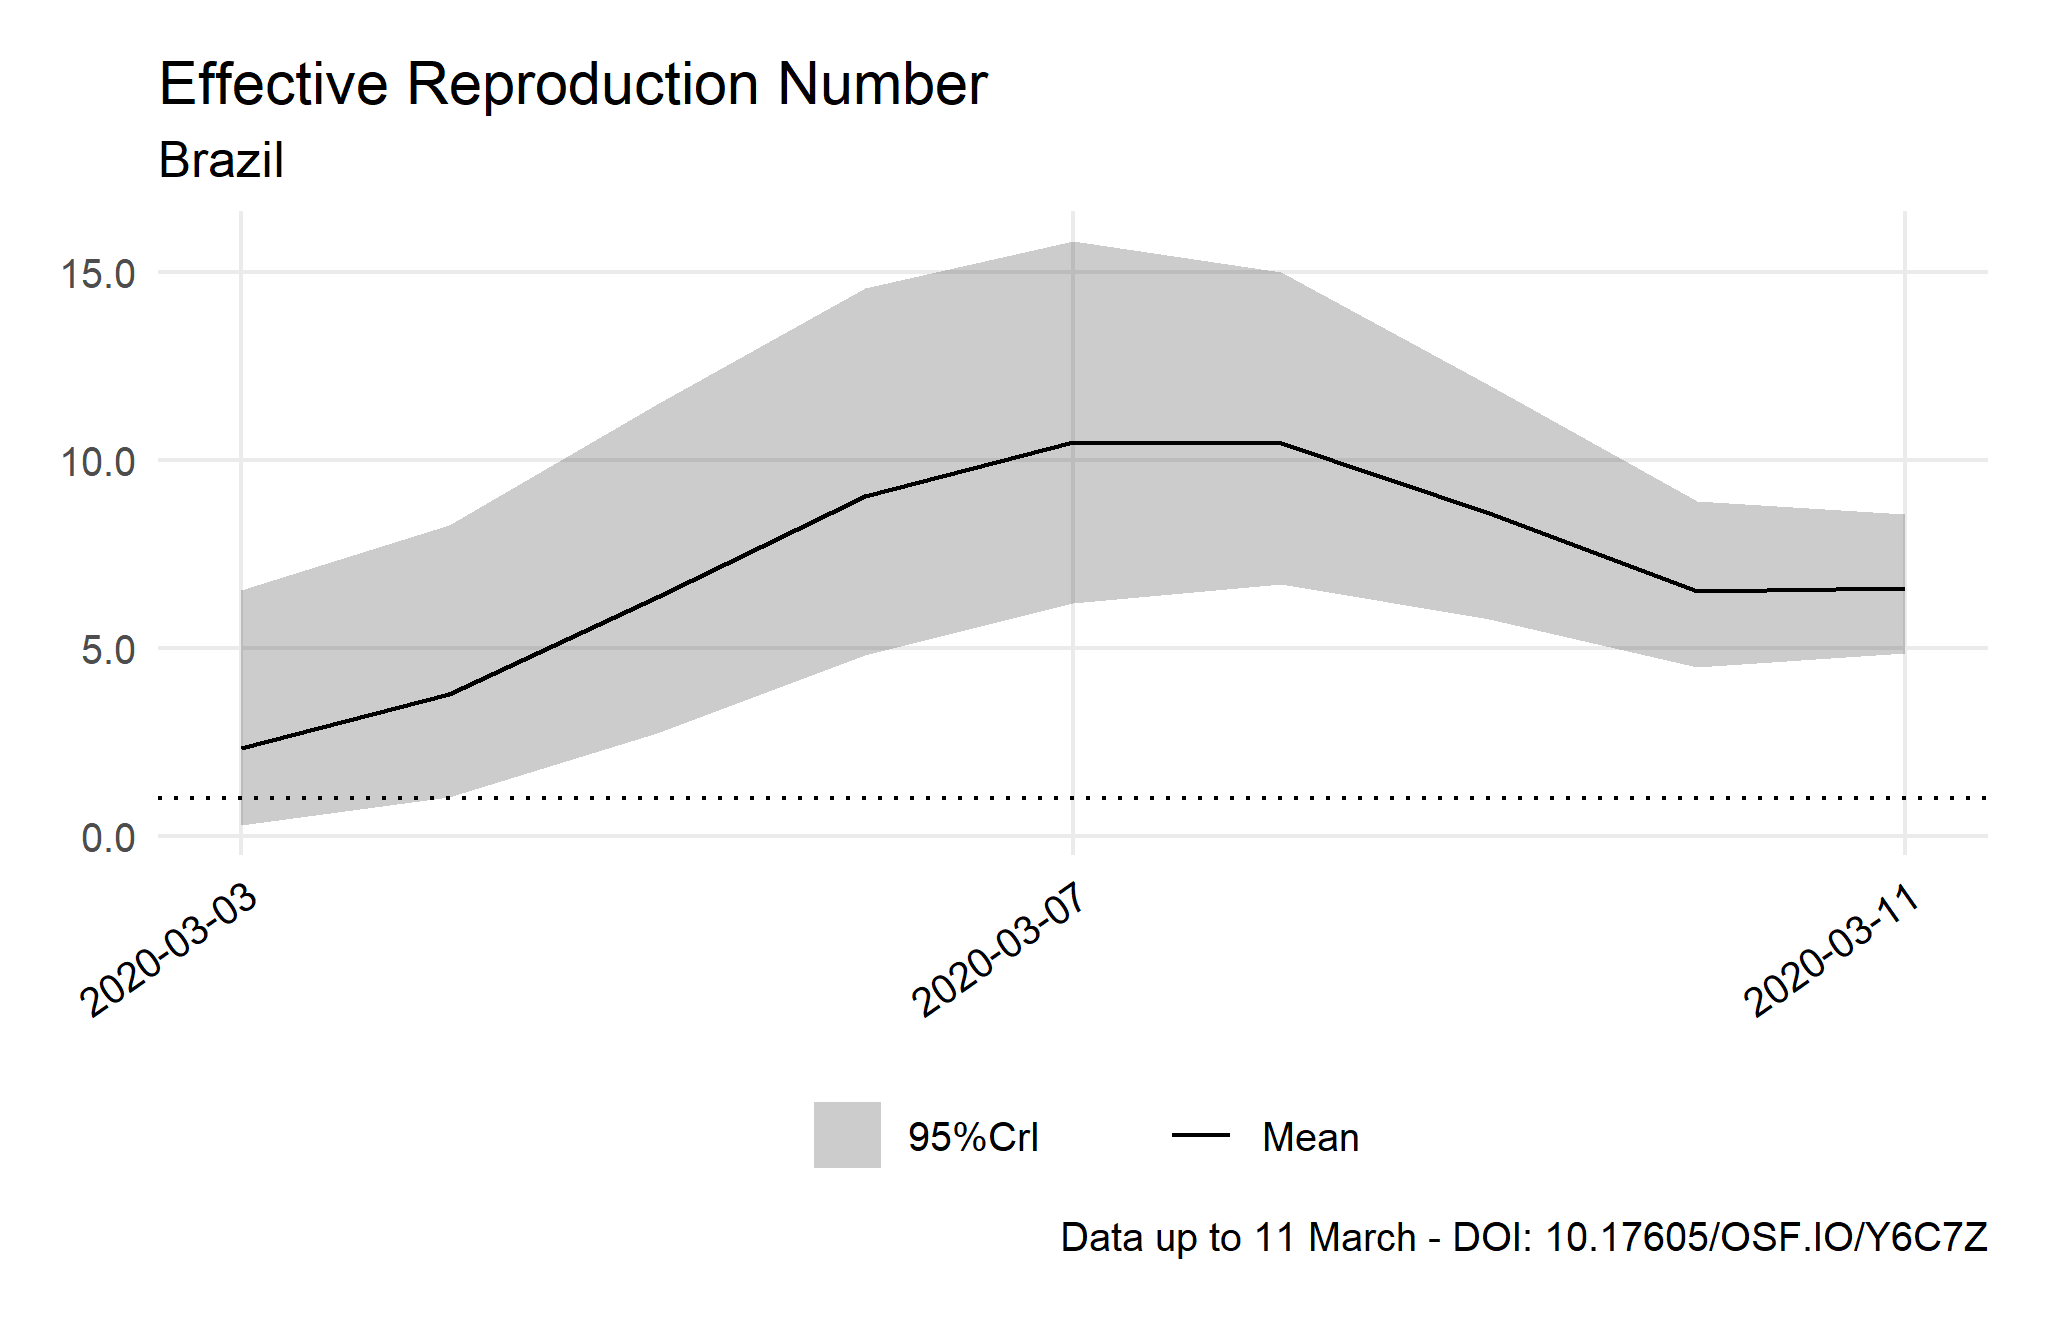 Effective Reproduction Number
Brazil
15.0
10.0
5.0
0.0
2020-03-03
2020-03-07
2020-03-11
95%CrI
Mean
Data up to 11 March - DOI: 10.17605/OSF.IO/Y6C7Z